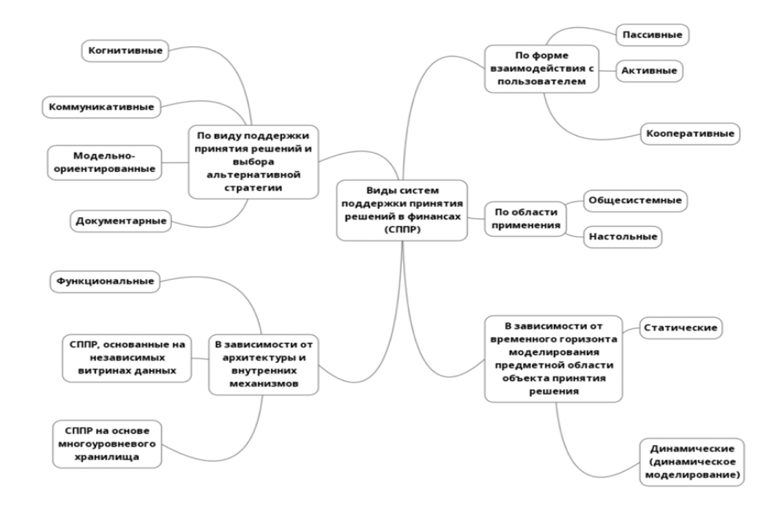 Когнитивные
Коммуникативные
Модельно-
ориентированные
Документарные
По виду поддержки
принятия решений и
выбора
альтернативной
стратегии
Функциональные
СППР, основанные на
независимых
витринах данных
СППР на основе
многоуровневого
хранилища
В зависимости от
архитектуры и
внутренних
механизмов
Виды систем
поддержки принятия
решений в финансах
(СППР)
По форме
взаимодействия с
пользователем
Пассивные
Активные
Кооперативные
По области
применения
Общесистемные
Настольные
В зависимости от
временного горизонта
моделирования
предметной области
объекта принятия
решения
Статические
Динамические
(динамическое
моделирование)